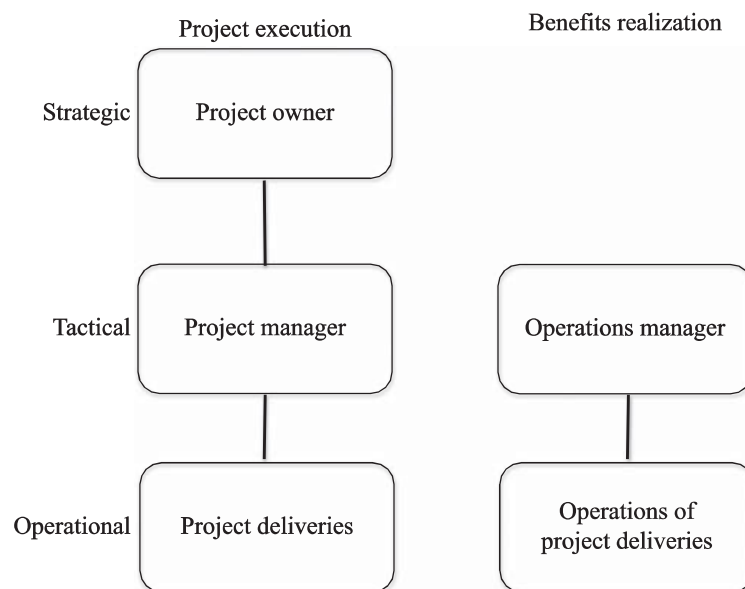 Project execution
Benefits realization
Strategic
Project owner
Tactical
Project manager
Operations manager
Operational
Project deliveries
Operations of
project deliveries